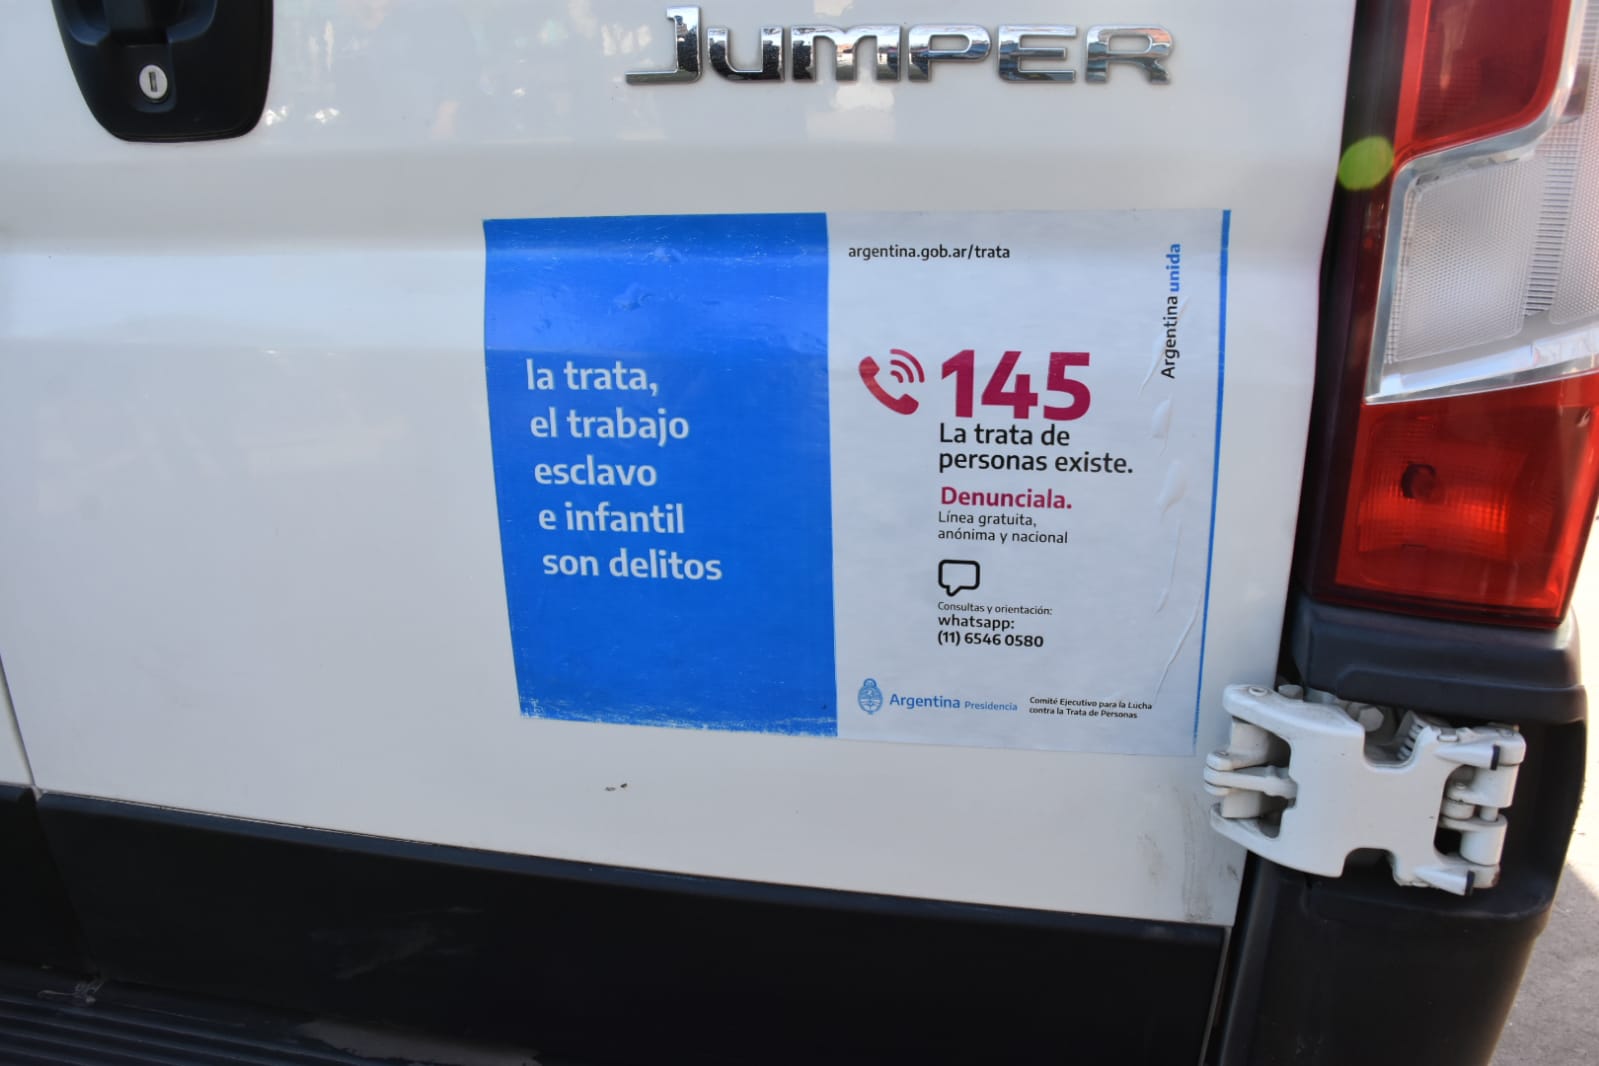 JUMPER
la trata,
el trabajo
esclavo
e infantil
son delitos
argentina.gob.ar/trata
Argentina unida
145
La trata de
personas existe.
Denunciala.
Línea gratuita,
anónima y nacional
Consultas y orientación:
whatsapp:
(11) 6546 0580
Argentina Presidencia
Comité Ejecutivo para la Lucha
contra la Trata de Personas